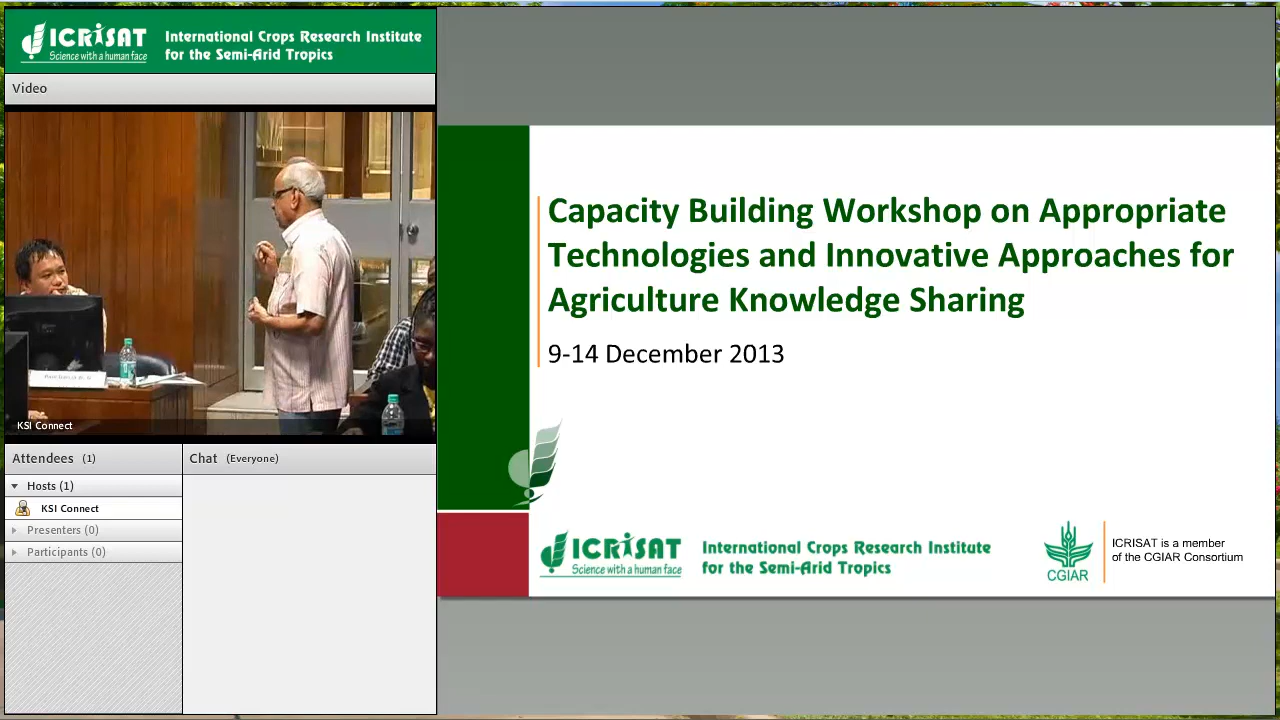 ICRISAT
Science with a human face
International Crops Research Institute
for the Semi-Arid Tropics
Video
KSI Connect
Attendees (1)
Hosts (1)
KSI Connect
Presenters (0)
Participants (0)
Chat (Everyone)
Capacity Building Workshop on Appropriate
Technologies and Innovative Approaches for
Agriculture Knowledge Sharing
9-14 December 2013
ICRISAT
Science with a human face
International Crops Research Institute
for the Semi-Arid Tropics
CGIAR
ICRISAT is a member
of the CGIAR Consortium